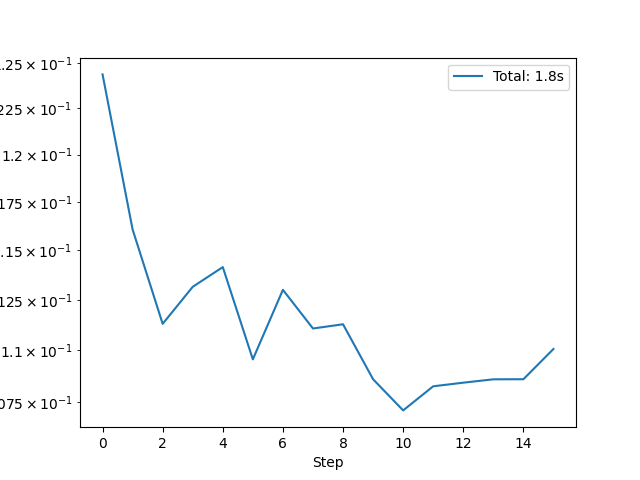 .25 × 10⁻¹
225 × 10⁻¹
1.2 × 10⁻¹
175 × 10⁻¹
.15 × 10⁻¹
125 × 10⁻¹
1.1 × 10⁻¹
075 × 10⁻¹
Total: 1.8s
0 2 4 6 8 10 12 14
Step